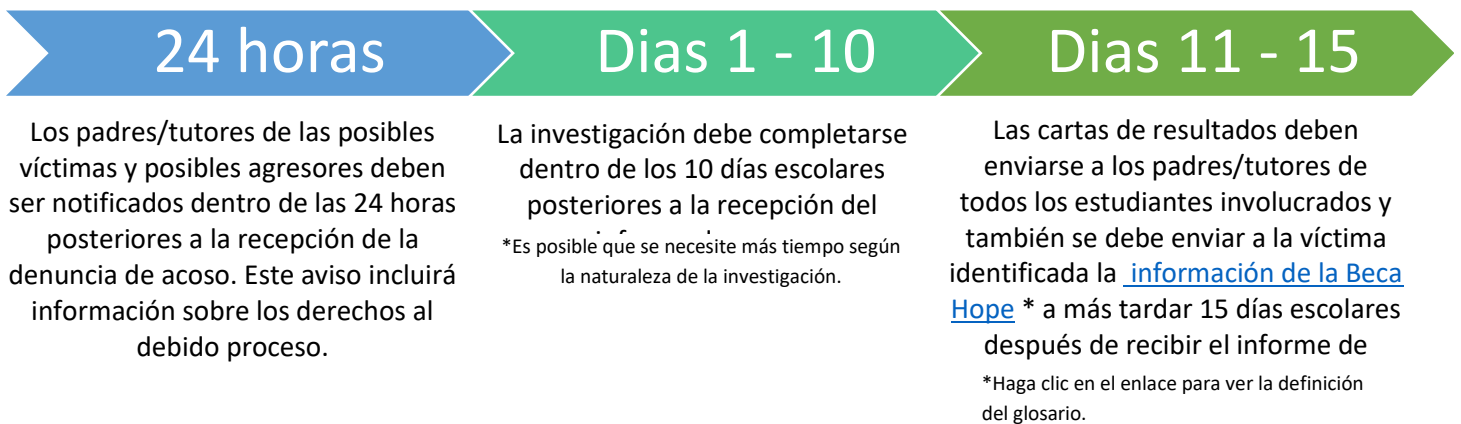 24 horas
Los padres/tutores de las posibles
víctimas y posibles agresores deben
ser notificados dentro de las 24 horas
posteriores a la recepción de la
denuncia de acoso. Este aviso incluirá
información sobre los derechos al
debido proceso.
Dias 1 - 10
La investigación debe completarse
dentro de los 10 días escolares
posteriores a la recepción del
*Es posible que se necesite más tiempo según
la naturaleza de la investigación.
Dias 11 - 15
Las cartas de resultados deben
enviarse a los padres/tutores de
todos los estudiantes involucrados y
también se debe enviar a la víctima
identificada la información de la Beca
Hope * a más tardar 15 días escolares
después de recibir el informe de
*Haga clic en el enlace para ver la definición
del glosario.